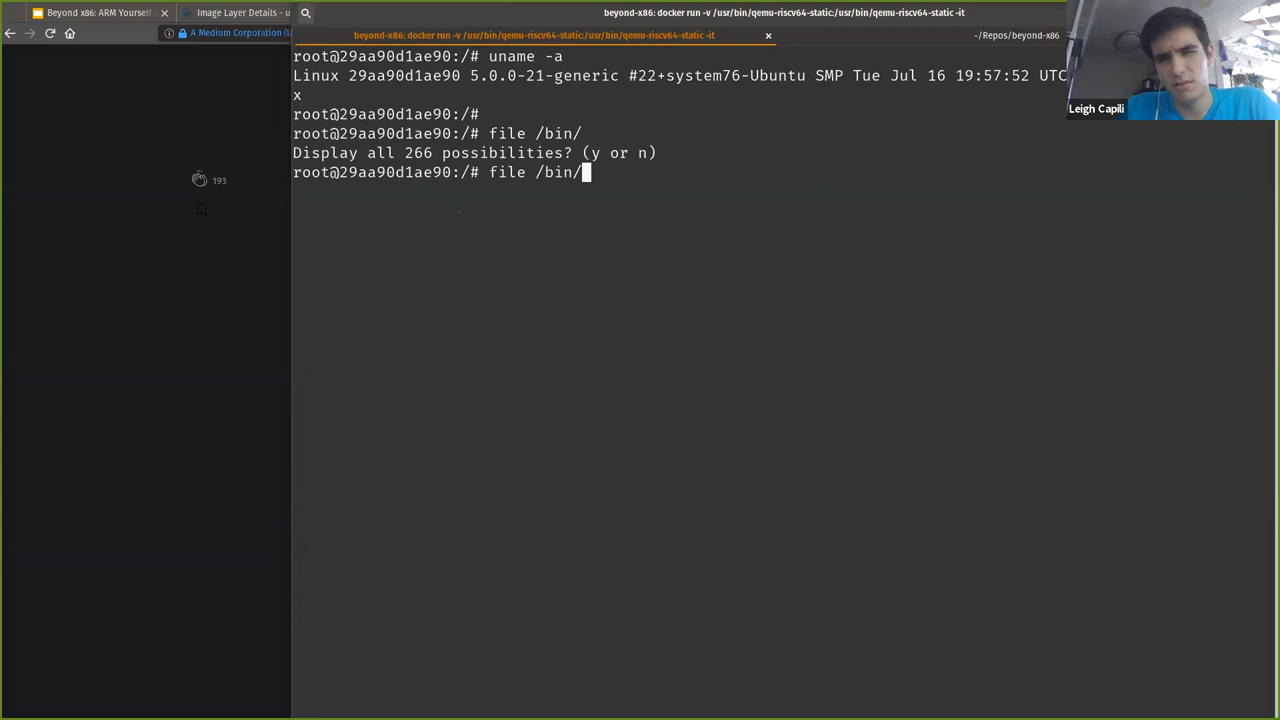 Beyond x86: ARM Yourself
Image Layer Details - u
A Medium Corporation (U
193
beyond-x86: docker run -v /usr/bin/qemu-riscv64-static:/usr/bin/qemu-riscv64-static -it
beyond-x86: docker run -v /usr/bin/qemu-riscv64-static:/usr/bin/qemu-riscv64-static -it
~/Repos/beyond-x86
root@29aa90d1ae90:/# uname -a
Linux 29aa90d1ae90 5.0.0-21-generic #22+system76-Ubuntu SMP Tue Jul 16 19:57:52 UTC
x
root@29aa90d1ae90:/#
root@29aa90d1ae90:/# file /bin/
Display all 266 possibilities? (y or n)
root@29aa90d1ae90:/# file /bin/
Leigh Capili